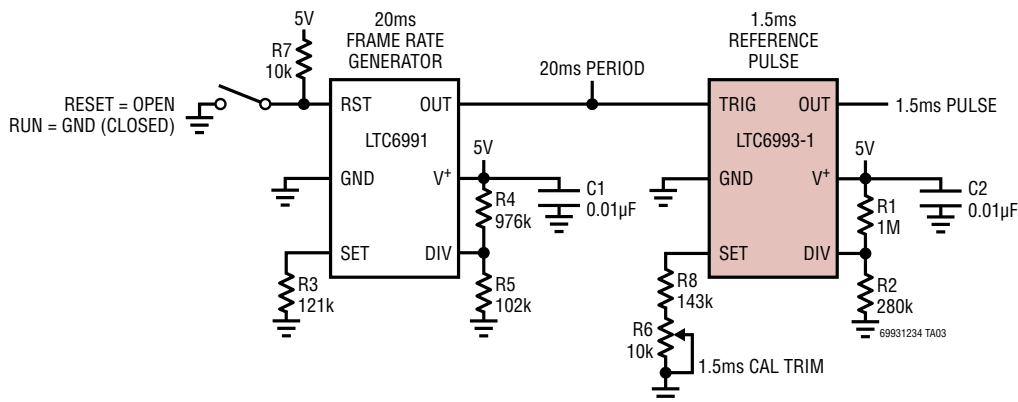 5V
R7
10k
RESET = OPEN
RUN = GND (CLOSED)
20ms
FRAME RATE
GENERATOR
RST
OUT
LTC6991
GND
V+
SET
DIV
R3
121k
5V
R4
976k
R5
102k
C1
0.01µF
20ms PERIOD
1.5ms
REFERENCE
PULSE
TRIG
OUT
LTC6993-1
GND
V+
SET
DIV
1.5ms PULSE
5V
R1
1M
R2
280k
C2
0.01µF
R8
143k
R6
10k
1.5ms CAL TRIM
69931234 TA03